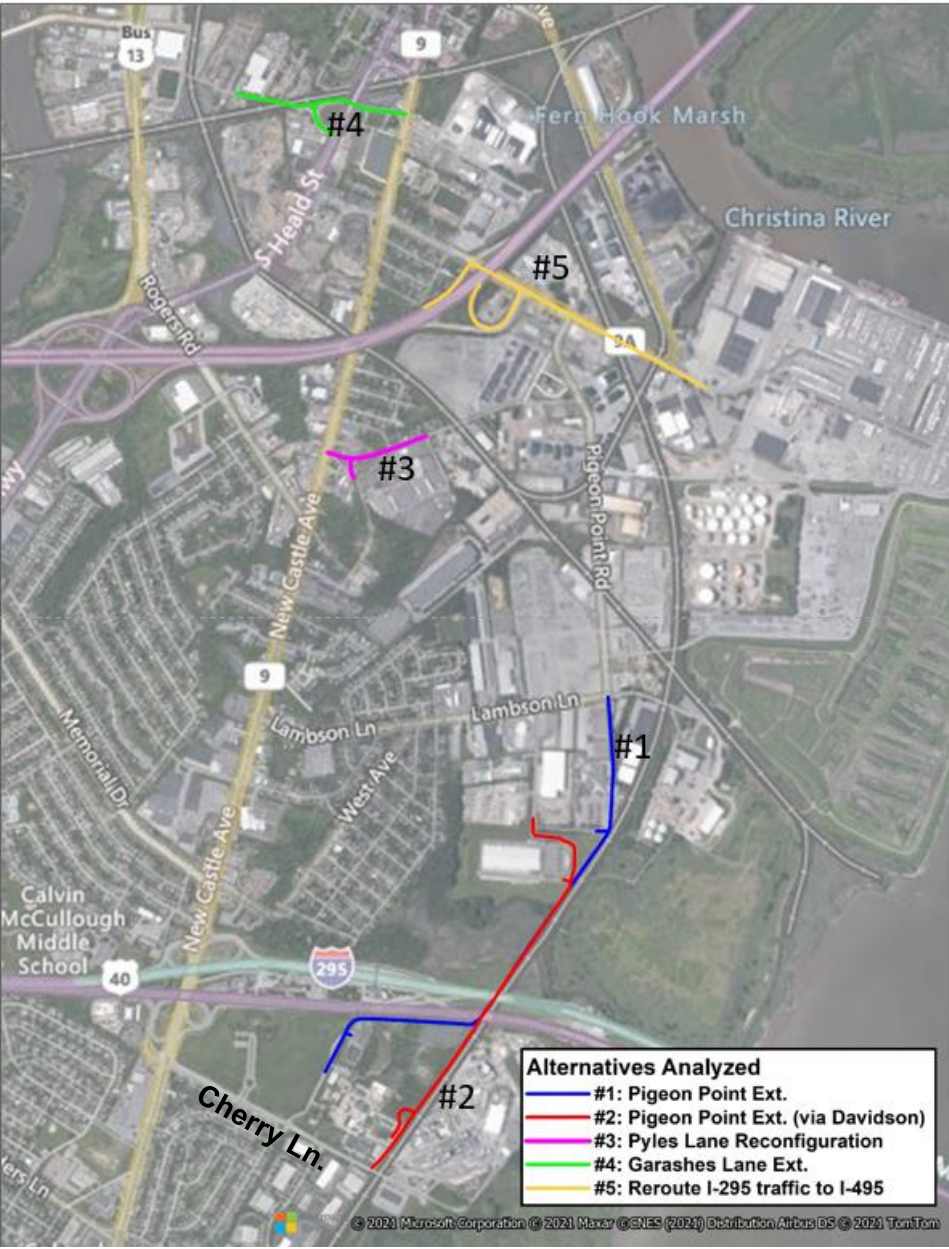 Bus
13
9
#4
Fern Hook Marsh
Christina River
S Heald St
#5
Rogers Rd
9A
#3
Pigeon Point Rd
New Castle Ave
9
Lambson Ln
Lambson Ln
#1
Memorial Dr
West Ave
New Castle Ave
Calvin
McCullough
Middle
School
295
40
#2
Cherry Ln.
Alternatives Analyzed
#1: Pigeon Point Ext.
#2: Pigeon Point Ext. (via Davidson)
#3: Pyles Lane Reconfiguration
#4: Garashes Lane Ext.
#5: Reroute I-295 traffic to I-495
© 2021 Microsoft Corporation © 2021 Maxar ©CNES (2021) Distribution Airbus DS © 2021 TomTom